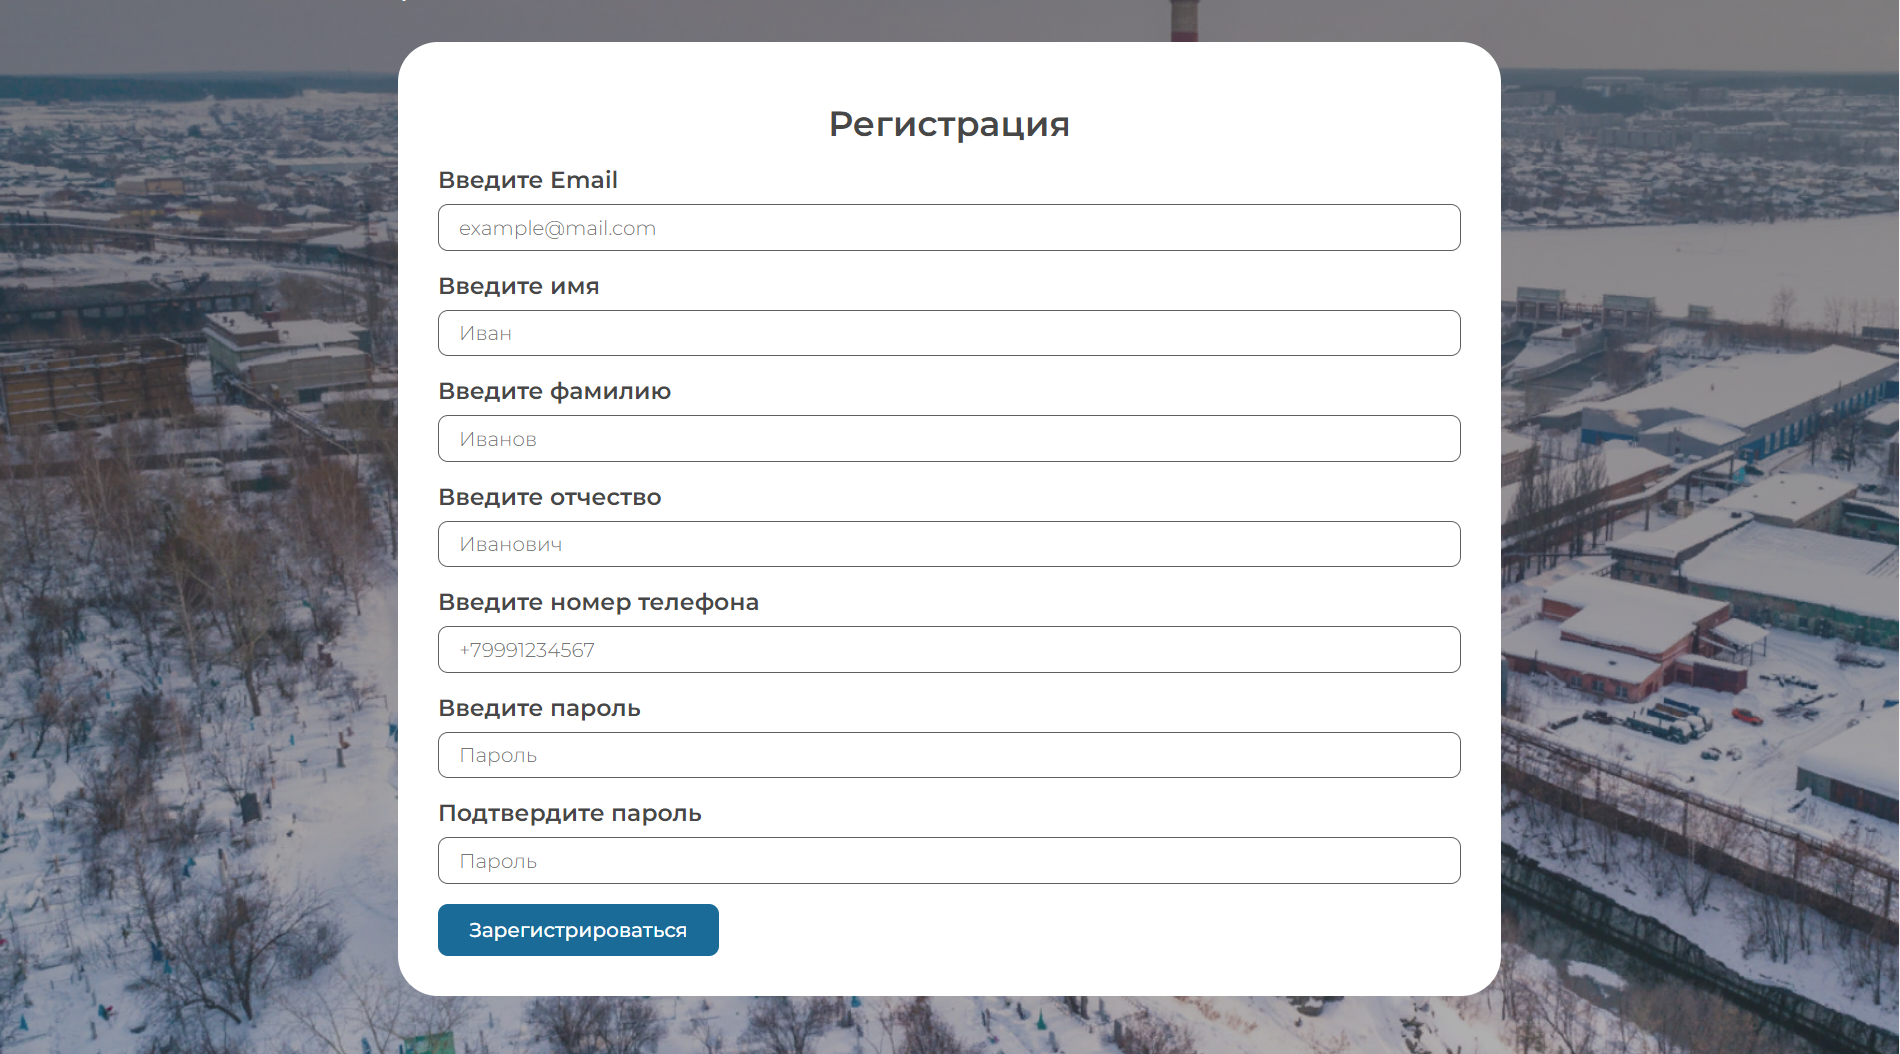 Регистрация
Введите Email
example@mail.com
Введите имя
Иван
Введите фамилию
Иванов
Введите отчество
Иванович
Введите номер телефона
+79991234567
Введите пароль
Пароль
Подтвердите пароль
Пароль
Зарегистрироваться